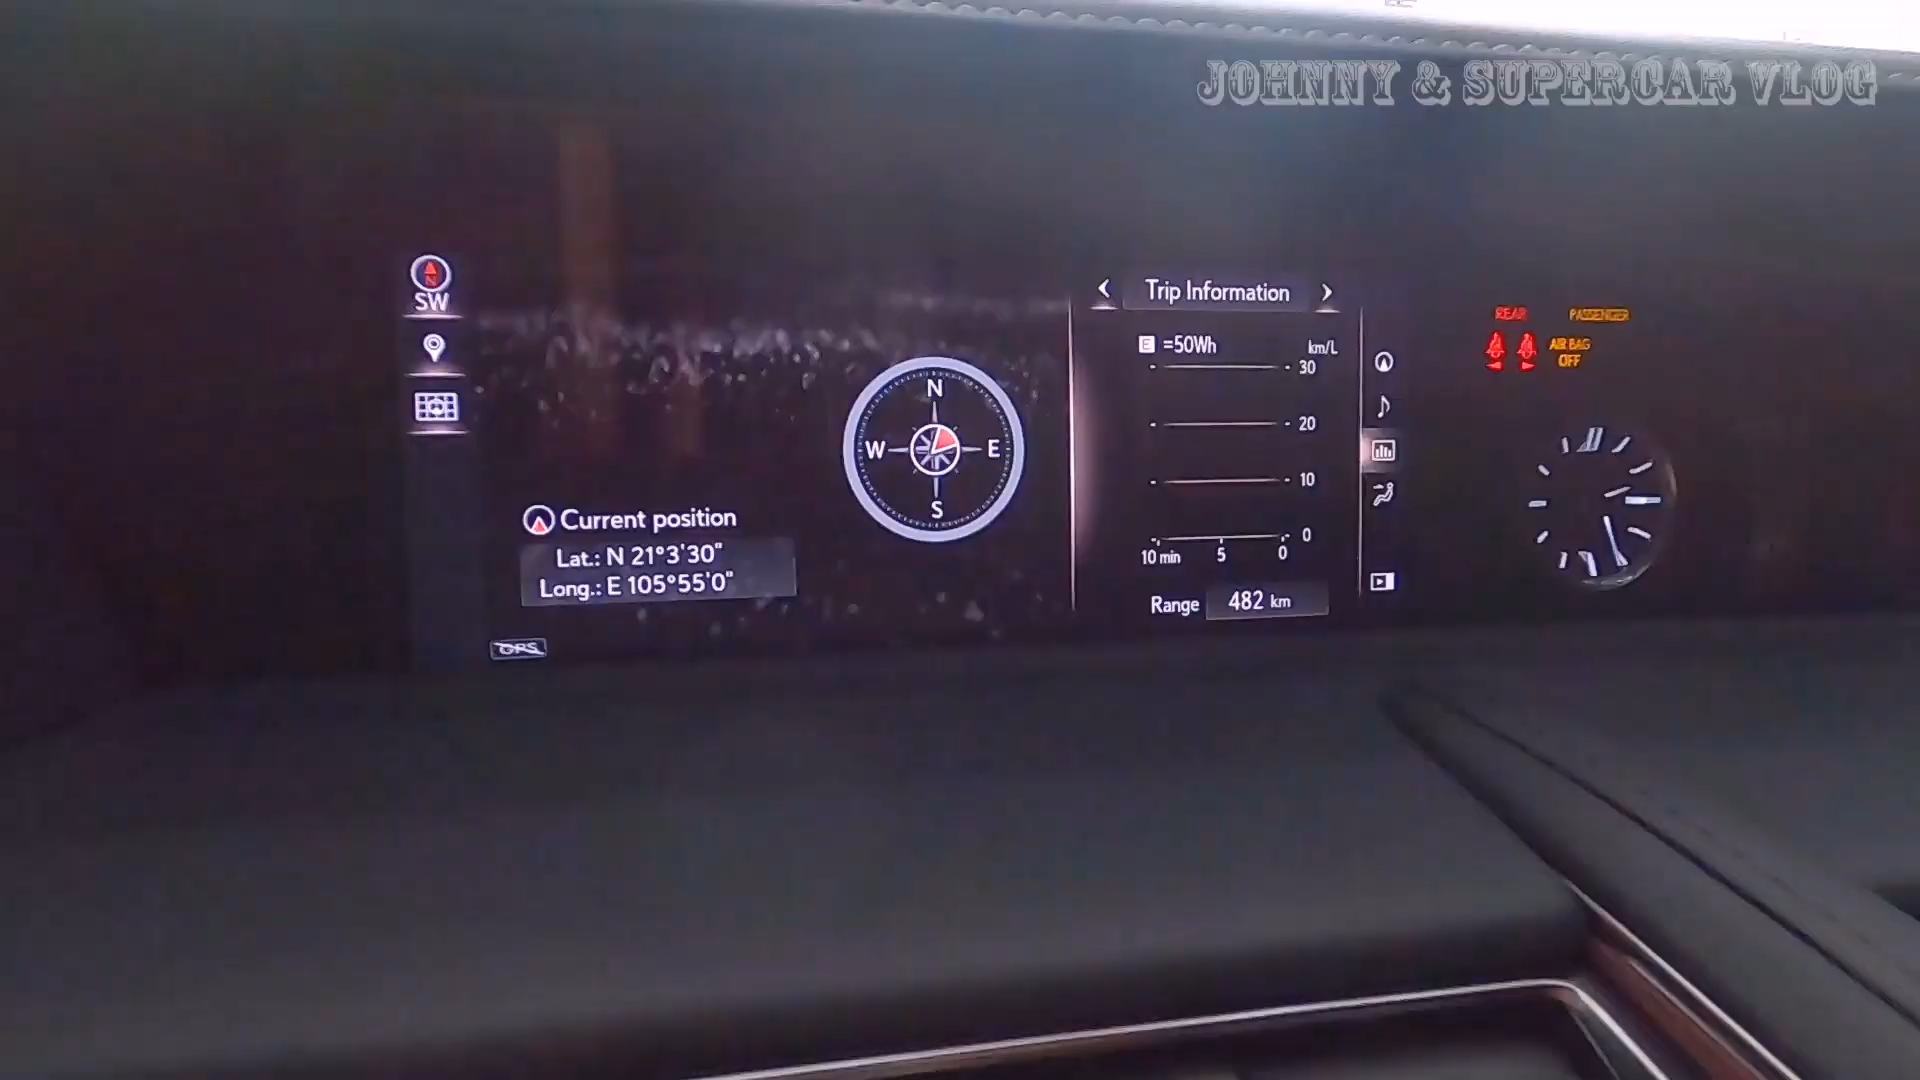 JOHNNY & SUPERCAR VLOG
N
SW
N
W E
S
Current position
Lat.: N 21°3'30"
Long.: E 105°55'0"
GPS
Trip Information
E =50Wh km/L
30
20
10
0
10 min 5 0
Range 482 km
REAR
PASSENGER
AIR BAG
OFF